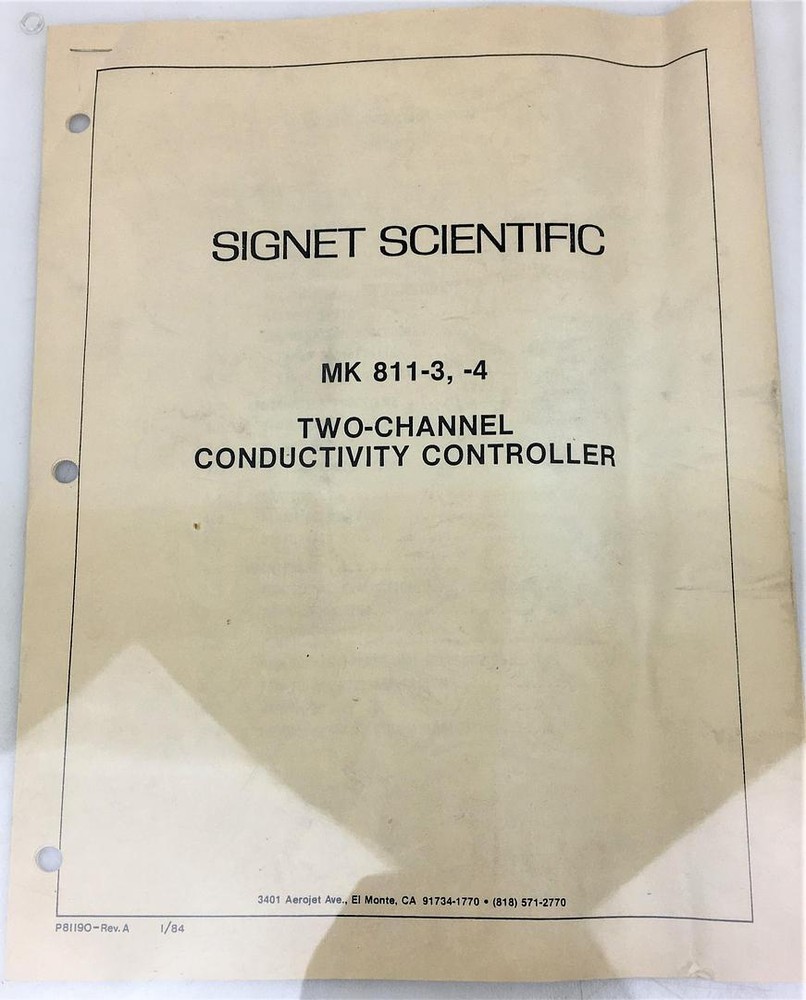 SIGNET SCIENTIFIC
MK 811-3, -4
TWO-CHANNEL
CONDUCTIVITY CONTROLLER
3401 Aerojet Ave., El Monte, CA 91734-1770 • (818) 571-2770
P81190-Rev. A 1/84